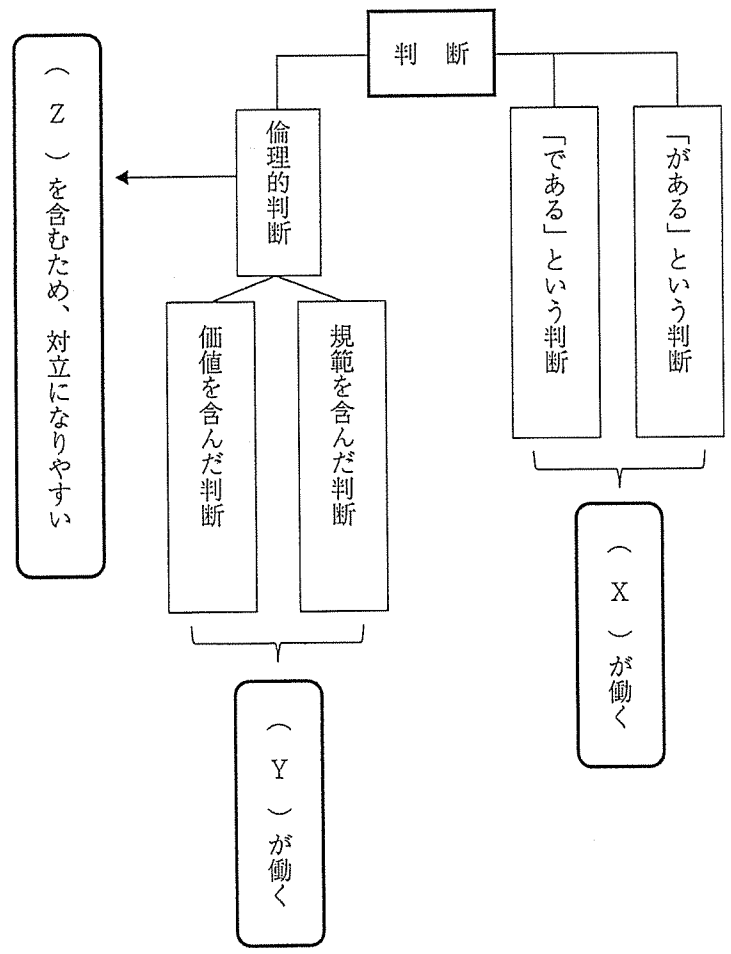 判　断
「がある」という判断
「である」という判断
（　X　）が働く
倫理的判断
規範を含んだ判断
価値を含んだ判断
（　Y　）が働く
（　Z　）を含むため、対立になりやすい